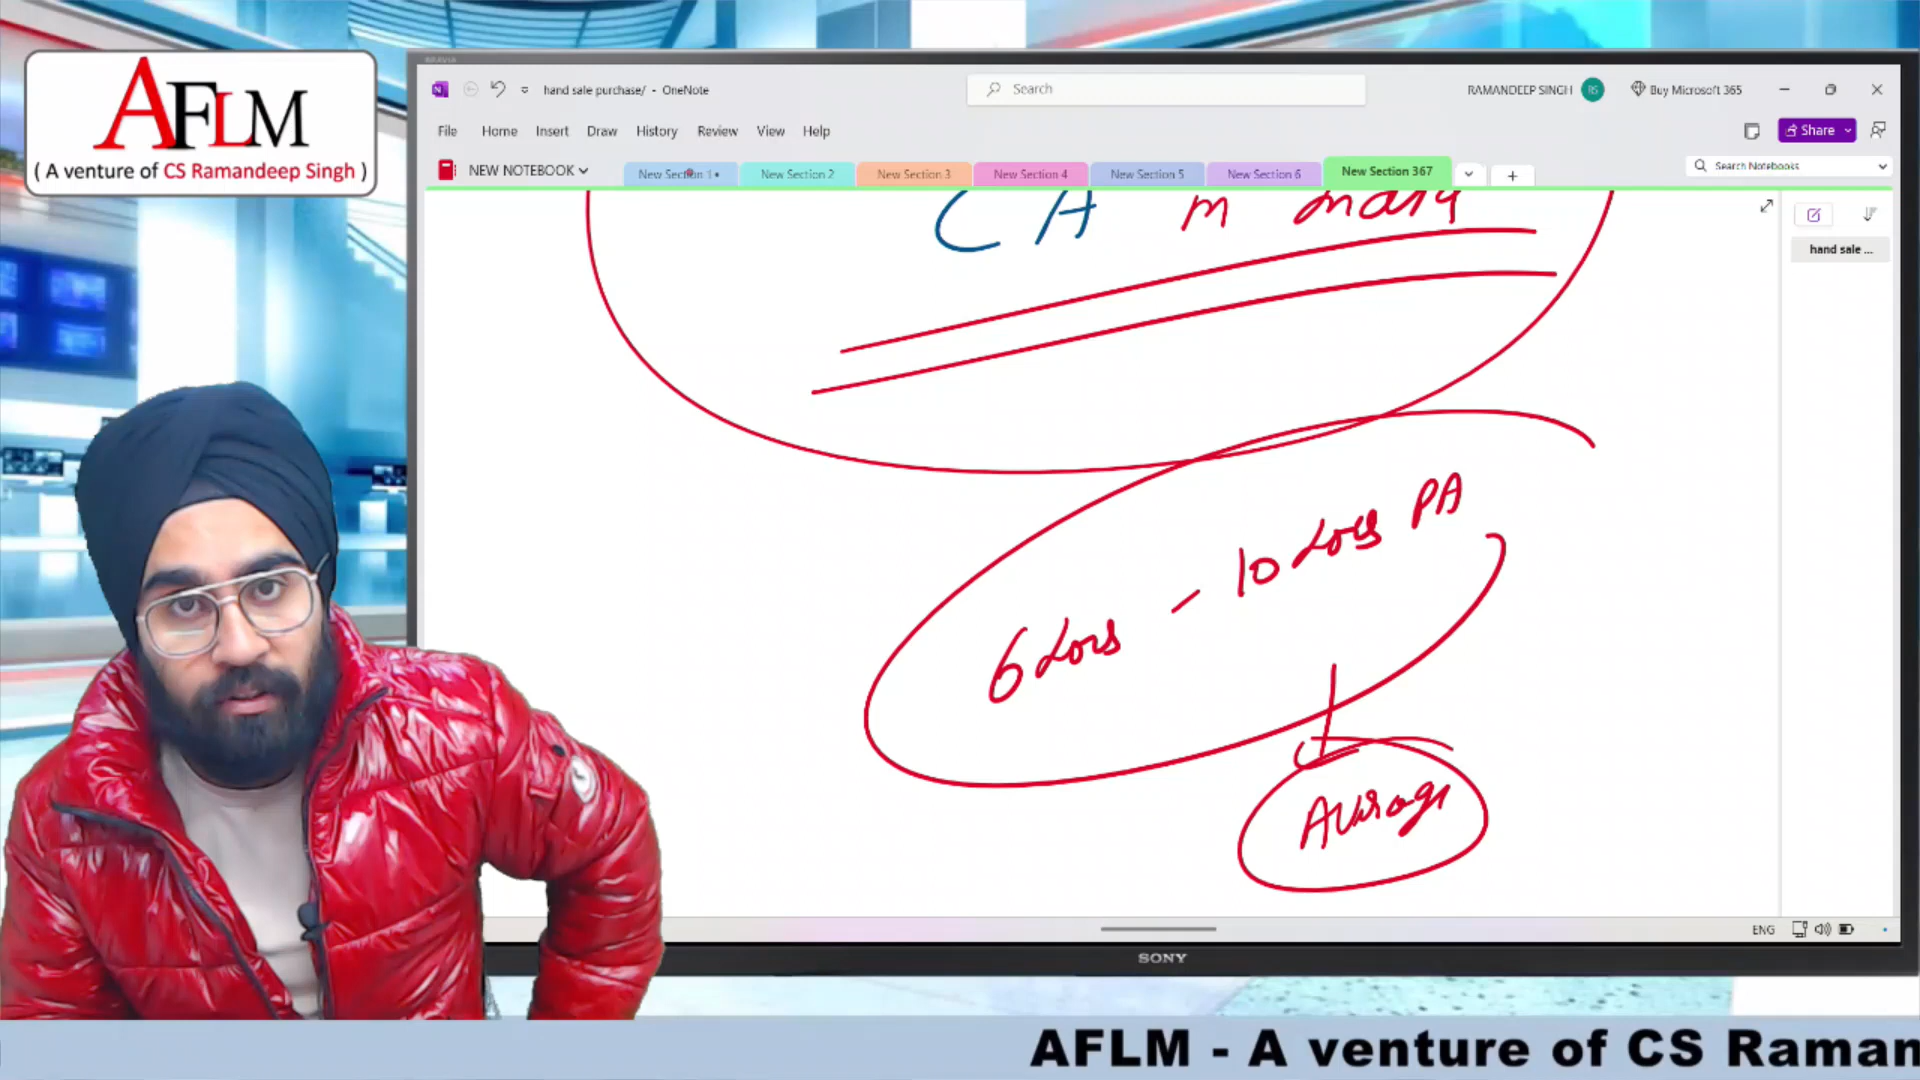 AFLM
( A venture of CS Ramandeep Singh )
BRAVIA
hand sale purchase/ - OneNote
Search
RAMANDEEP SINGH
RS
Buy Microsoft 365
File Home Insert Draw History Review View Help
Share
NEW NOTEBOOK
New Section 1
New Section 2
New Section 3
New Section 4
New Section 5
New Section 6
New Section 367
+
Search Notebooks
hand sale ...
CA m
6 - 10 PA
ENG
SONY
AFLM - A venture of CS Raman